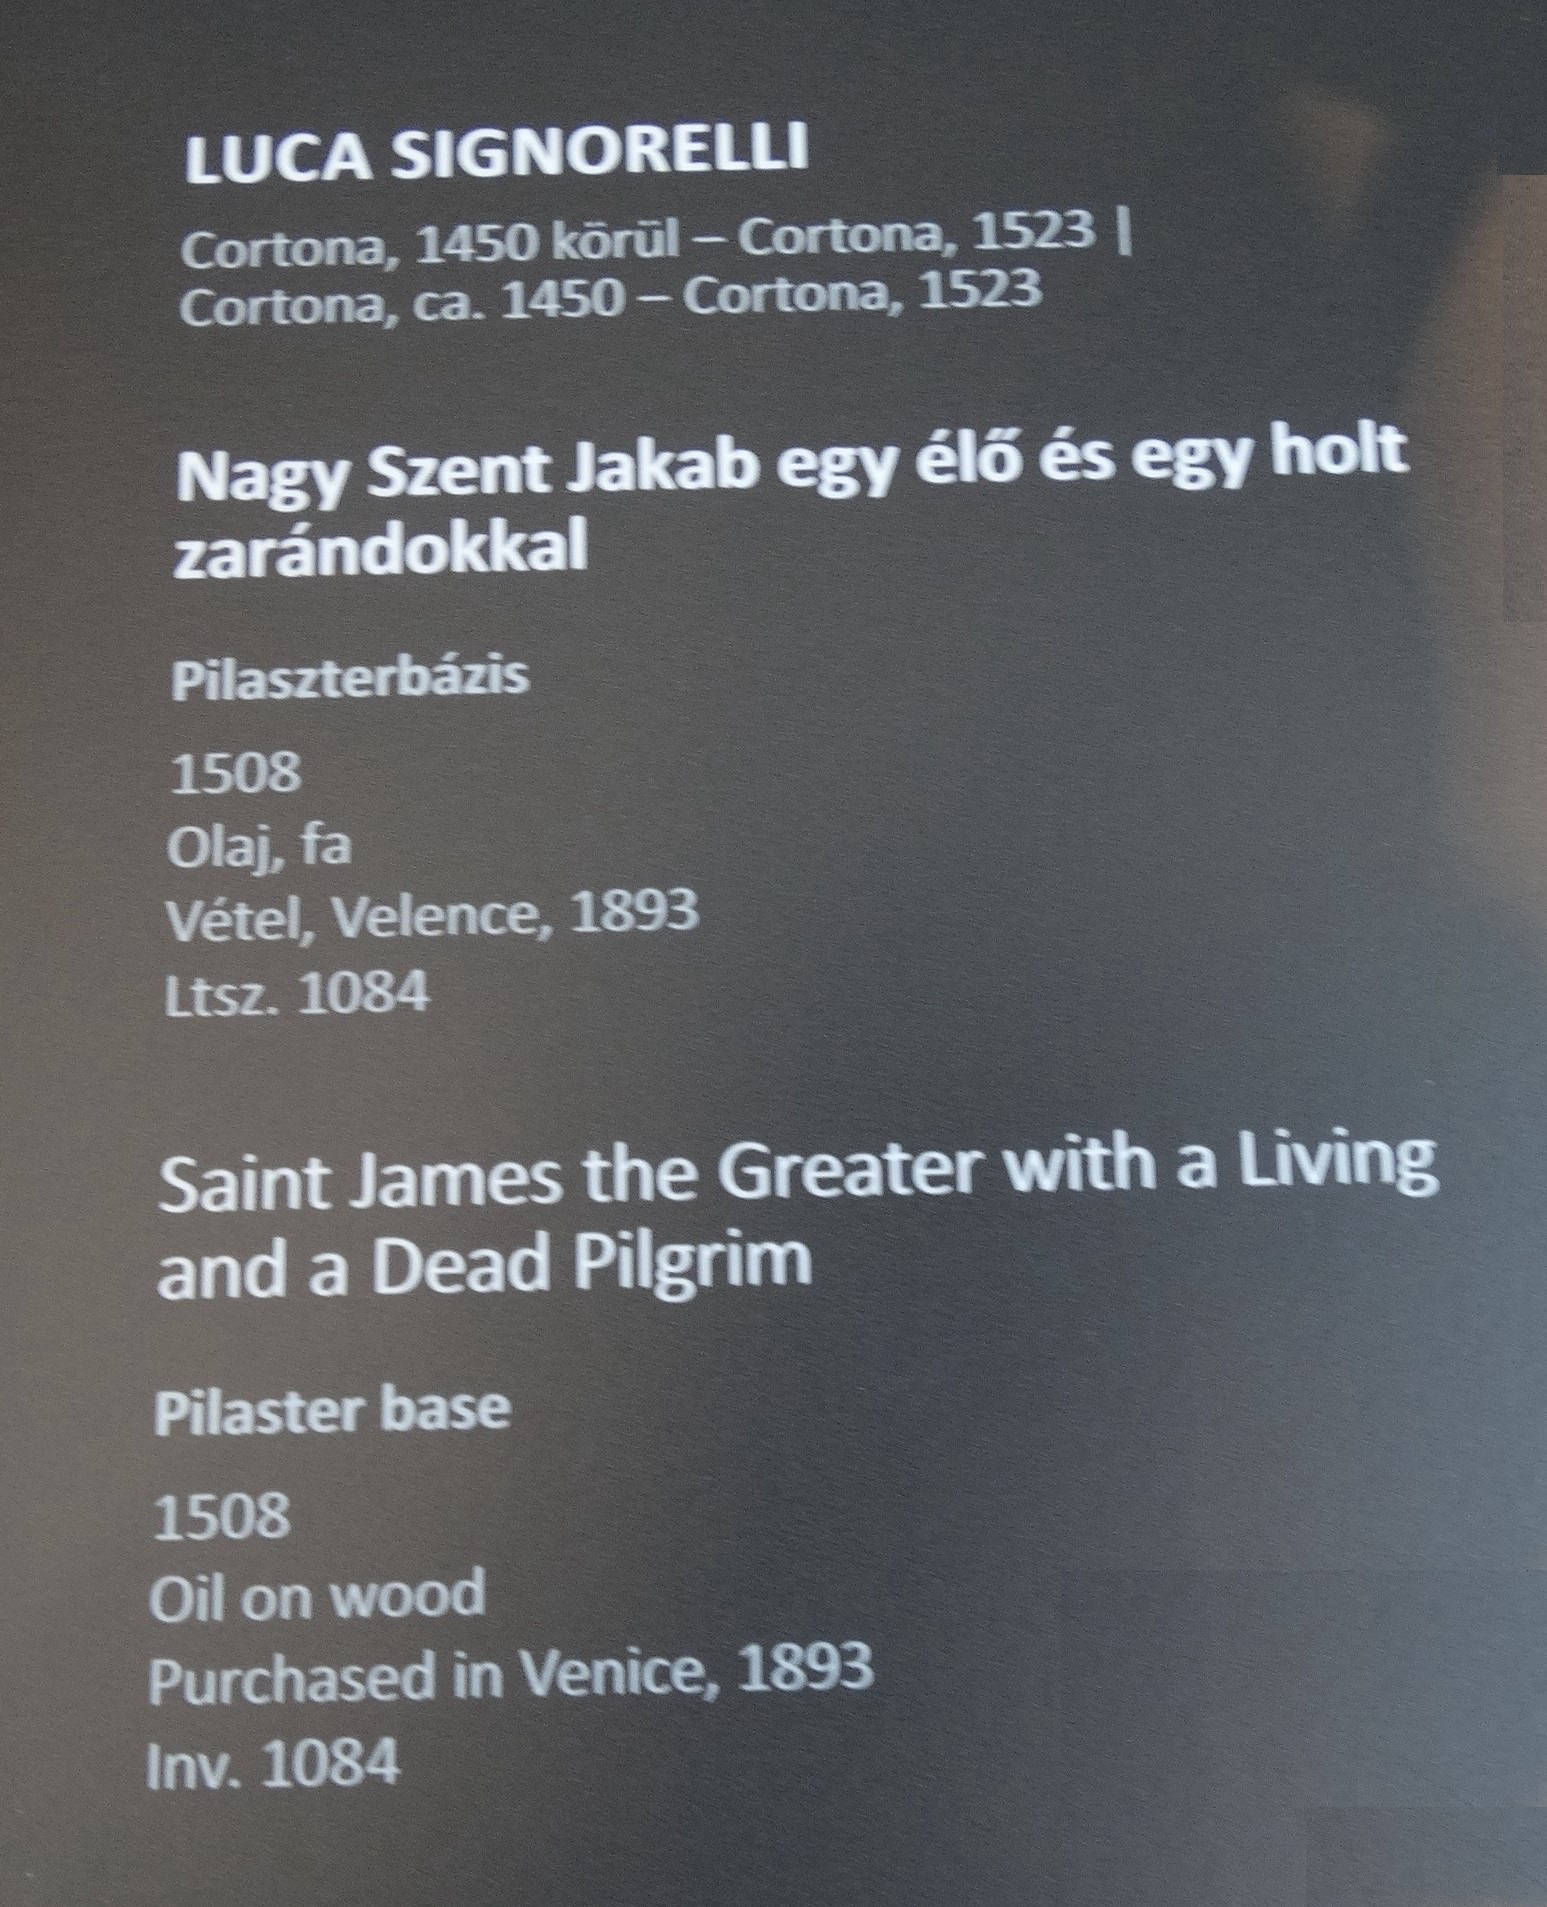 LUCA SIGNORELLI
Cortona, 1450 körül – Cortona, 1523 |
Cortona, ca. 1450 – Cortona, 1523
Nagy Szent Jakab egy élő és egy holt
zarándokkal
Pilaszterbázis
1508
Olaj, fa
Vétel, Velence, 1893
Ltsz. 1084
Saint James the Greater with a Living
and a Dead Pilgrim
Pilaster base
1508
Oil on wood
Purchased in Venice, 1893
Inv. 1084